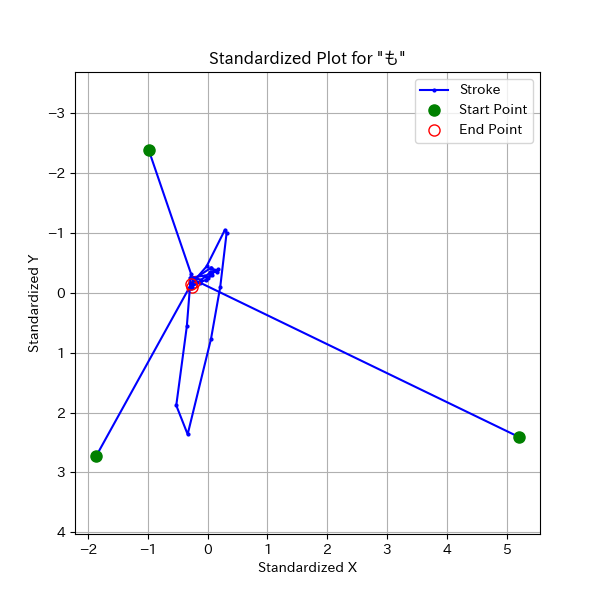 Standardized Plot for "も"
Stroke
Start Point
End Point
−3
−2
−1
0
1
2
3
4
Standardized Y
−2 −1 0 1 2 3 4 5
Standardized X